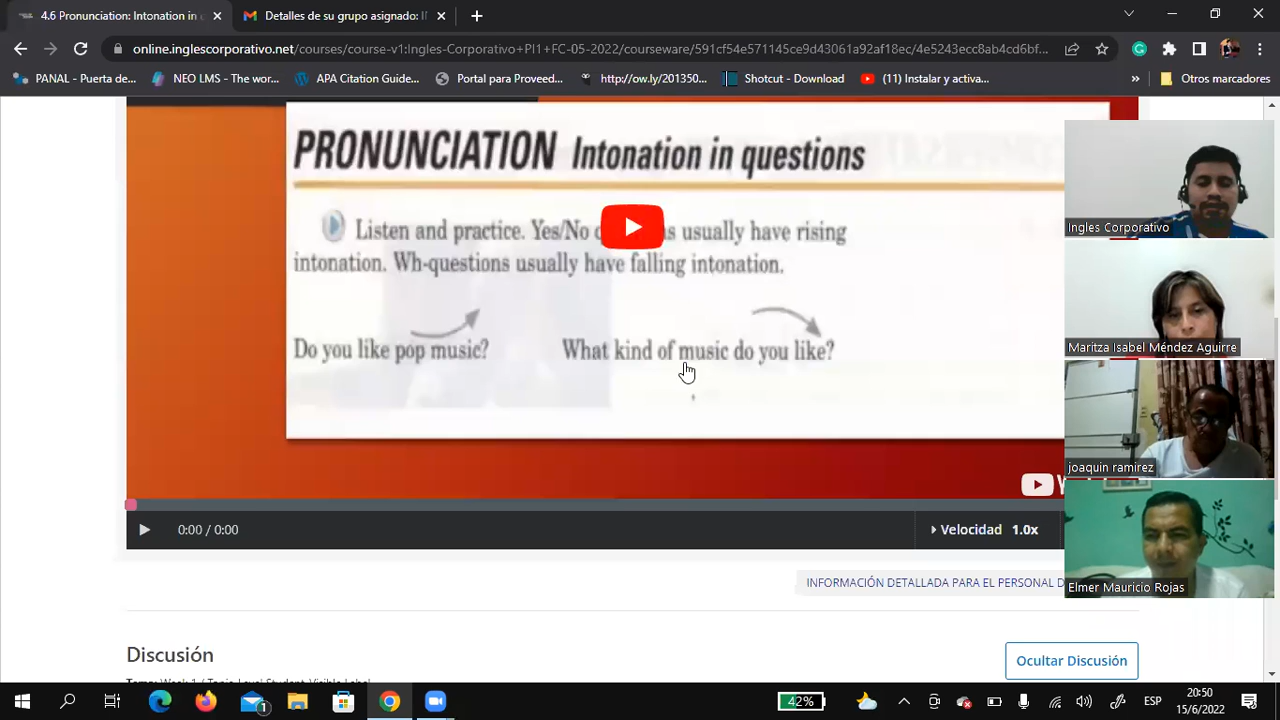 4.6 Pronunciation: Intonation in c
Detalles de su grupo asignado: I
online.inglescorporativo.net/courses/course-v1:Ingles-Corporativo+PI1+FC-05-2022/courseware/591cf54e571145ce9d43061a92af18ec/4e5243ecc8ab4cd6bf...
PANAL - Puerta de...
NEO LMS - The wor...
APA Citation Guide...
Portal para Proveed...
http://ow.ly/201350...
Shotcut - Download
(11) Instalar y activa...
»
Otros marcadores
PRONUNCIATION Intonation in questions
Listen and practice. Yes/No usually have rising
intonation. Wh-questions usually have falling intonation.
Do you like pop music?
What kind of music do you like?
Ingles Corporativo
Maritza Isabel Méndez Aguirre
joaquin ramirez
Elmer Mauricio Rojas
0:00 / 0:00
Velocidad 1.0x
INFORMACIÓN DETALLADA PARA EL PERSONAL D
Discusión
Ocultar Discusión
42%
1
ESP
20:50
15/6/2022